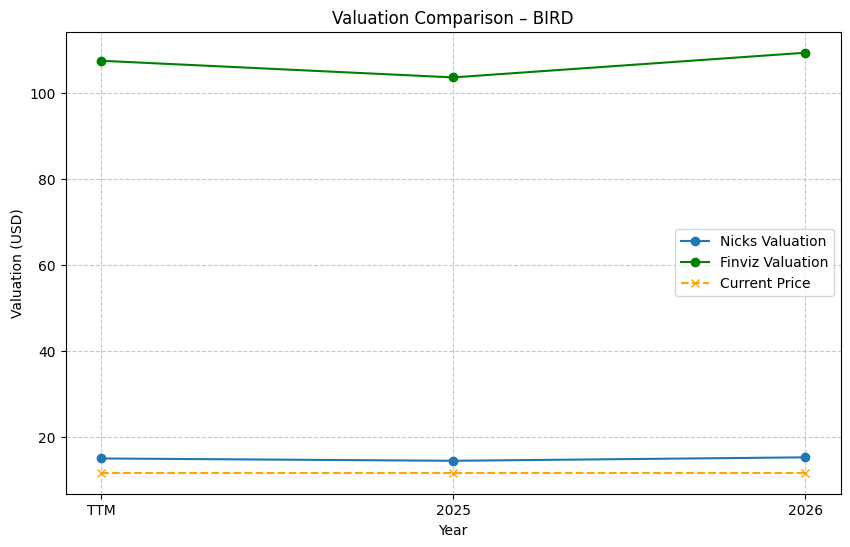 Valuation Comparison – BIRD
Valuation (USD)
100
80
60
40
20
Nicks Valuation
Finviz Valuation
Current Price
TTM
2025
2026
Year